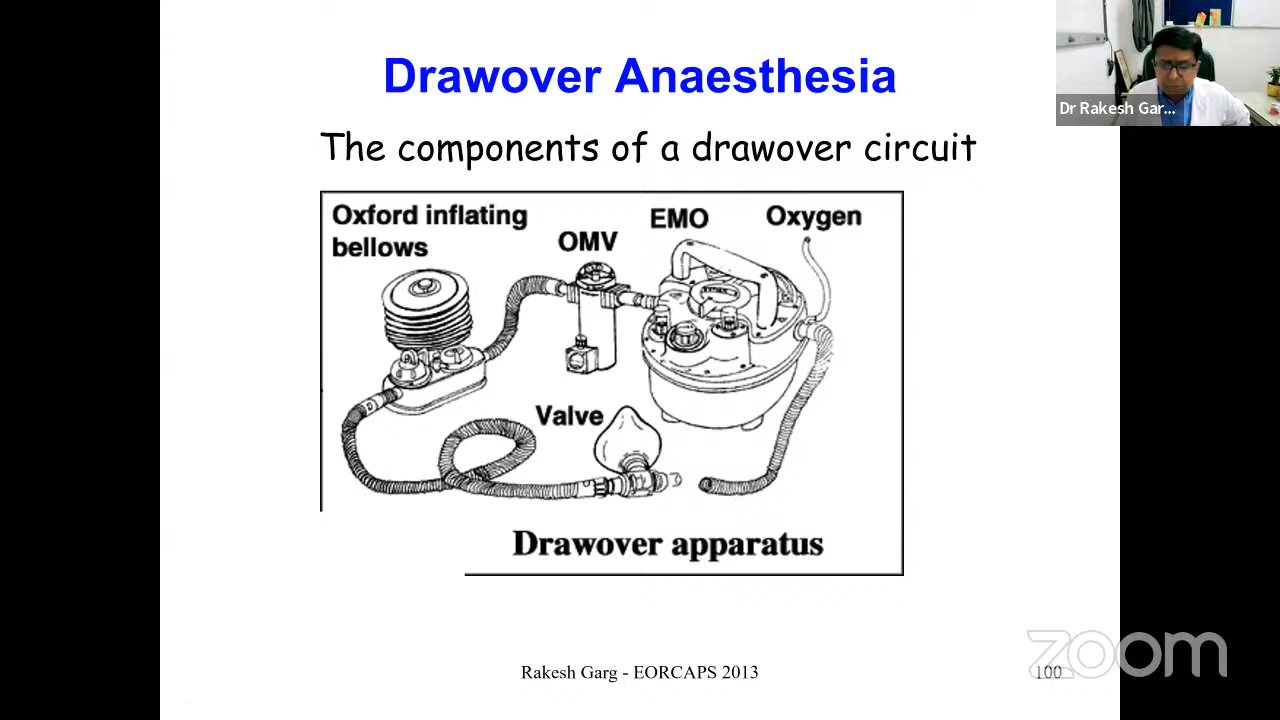 Drawover Anaesthesia
Dr Rakesh Gar...
The components of a drawover circuit
Oxford inflating
bellows
OMV
EMO
Oxygen
Valve
Drawover apparatus
Rakesh Garg - EORCAPS 2013
100
zoom